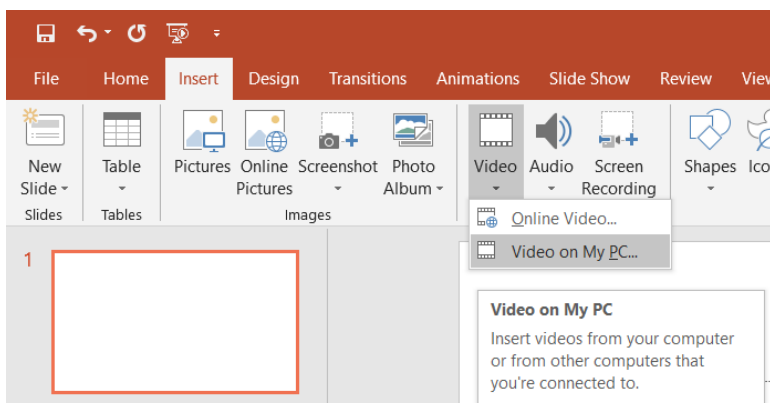 File Home Insert Design Transitions Animations Slide Show Review View
New Table Pictures Online Screenshot Photo Video Audio Screen Shapes Ico
Slide Pictures Album Recording
Slides Tables Images
Online Video...
Video on My PC...
1
Video on My PC
Insert videos from your computer
or from other computers that
you're connected to.